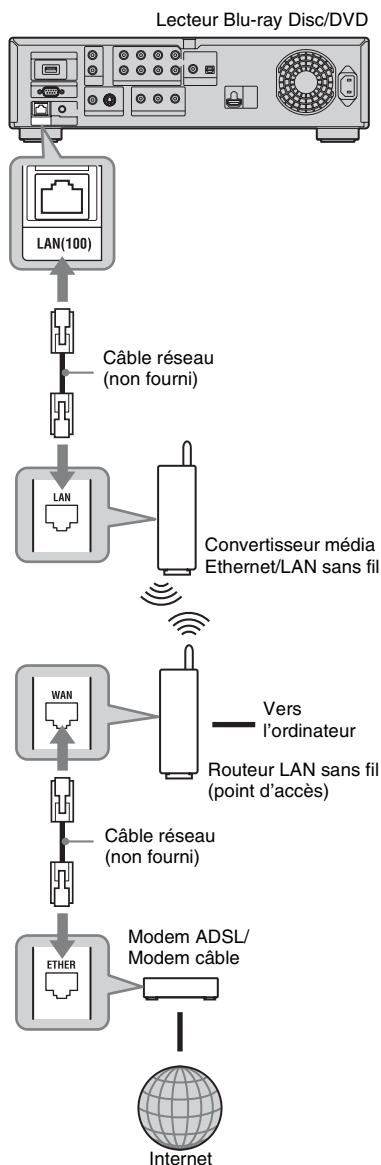 Lecteur Blu-ray Disc/DVD
LAN(100)
Câble réseau
(non fourni)
LAN
Convertisseur média
Ethernet/LAN sans fil
WAN
Vers
l’ordinateur
Routeur LAN sans fil
(point d’accès)
Câble réseau
(non fourni)
Modem ADSL/
Modem câble
ETHER
Internet